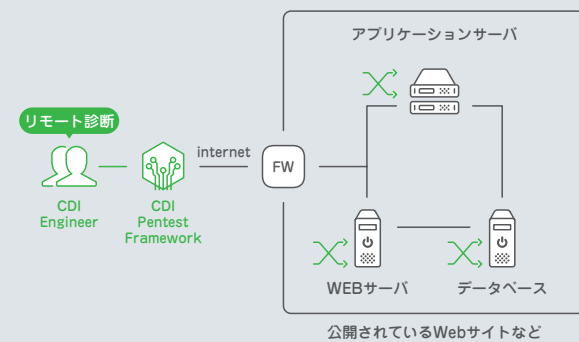 アプリケーションサーバ
リモート診断
internet
FW
CDI
Engineer
CDI
Pentest
Framework
WEBサーバ
データベース
公開されているWebサイトなど